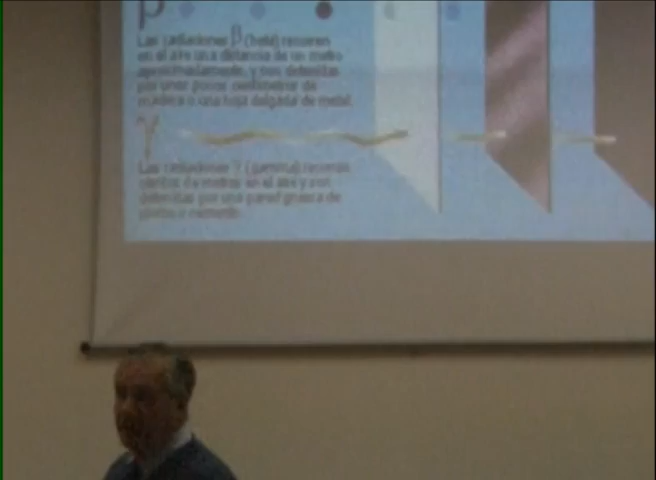 β
Las radiaciones β (beta) recorren
en el aire una distancia de un metro
aproximadamente, y son detenidas
por unos pocos centímetros de
madera o una hoja delgada de metal.
γ
Las radiaciones γ (gamma) recorren
cientos de metros en el aire y son
detenidas por una pared gruesa de
plomo o cemento.